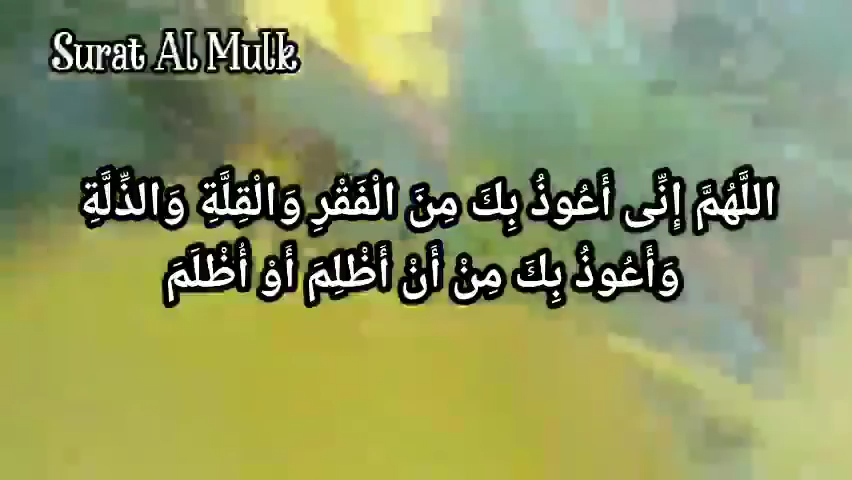 Surat Al Mulk
اللَّهُمَّ إِنِّى أَعُوذُ بِكَ مِنَ الْفَقْرِ وَالْقِلَّةِ وَالذِّلَّةِ
وَأَعُوذُ بِكَ مِنْ أَنْ أَظْلِمَ أَوْ أُظْلَمَ